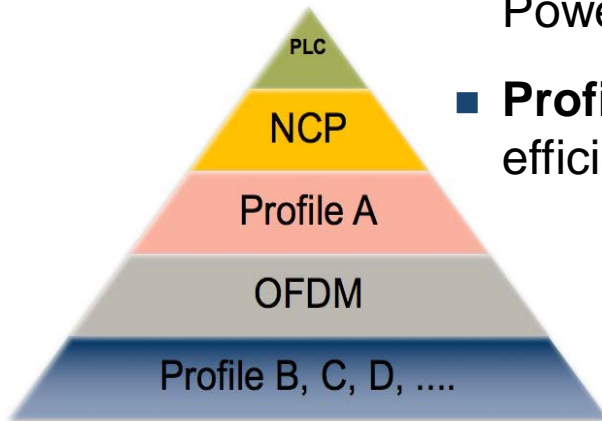 PLC
NCP
Profile A
OFDM
Profile B, C, D, ....